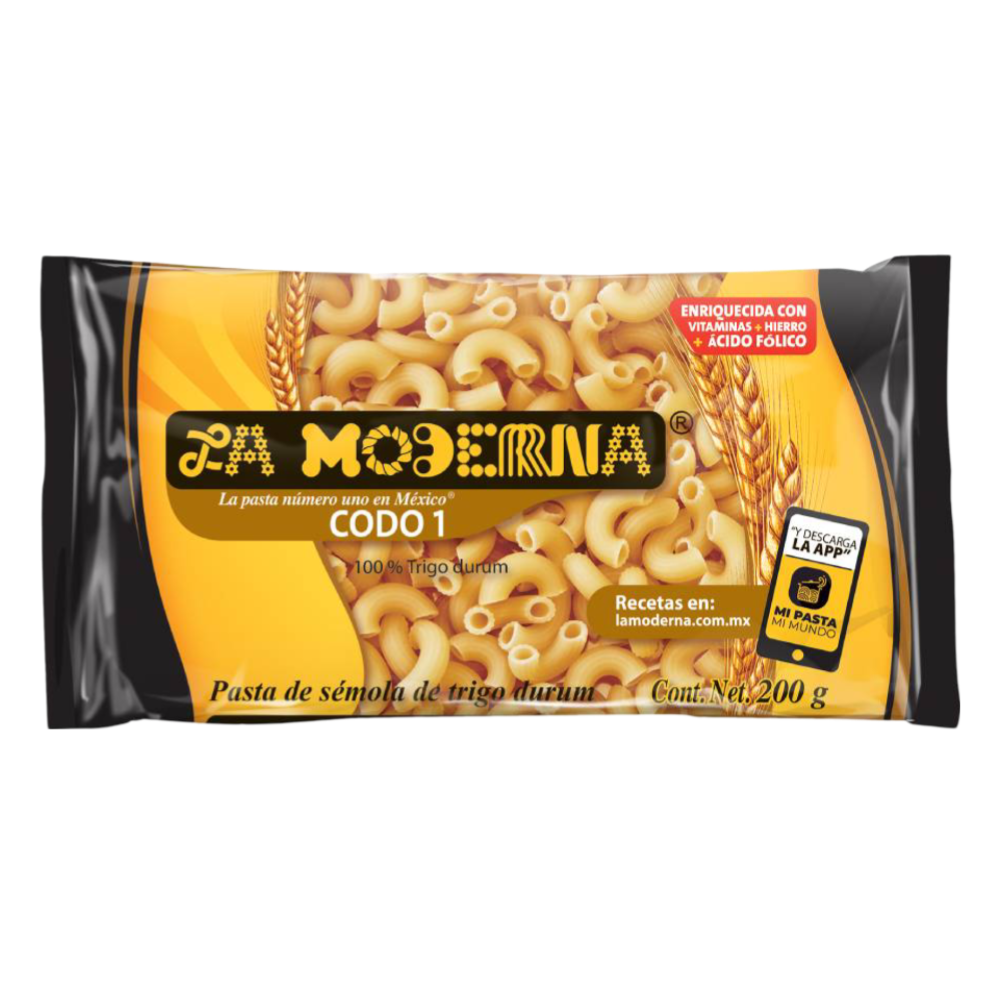 ENRIQUECIDA CON
VITAMINAS + HIERRO
+ ÁCIDO FÓLICO
LA MODERNA®
La pasta número uno en México®
CODO 1
100 % Trigo durum
"Y DESCARGA
LA APP"
MI PASTA
MI MUNDO
Recetas en:
lamoderna.com.mx
Pasta de sémola de trigo durum
Cont. Net. 200 g